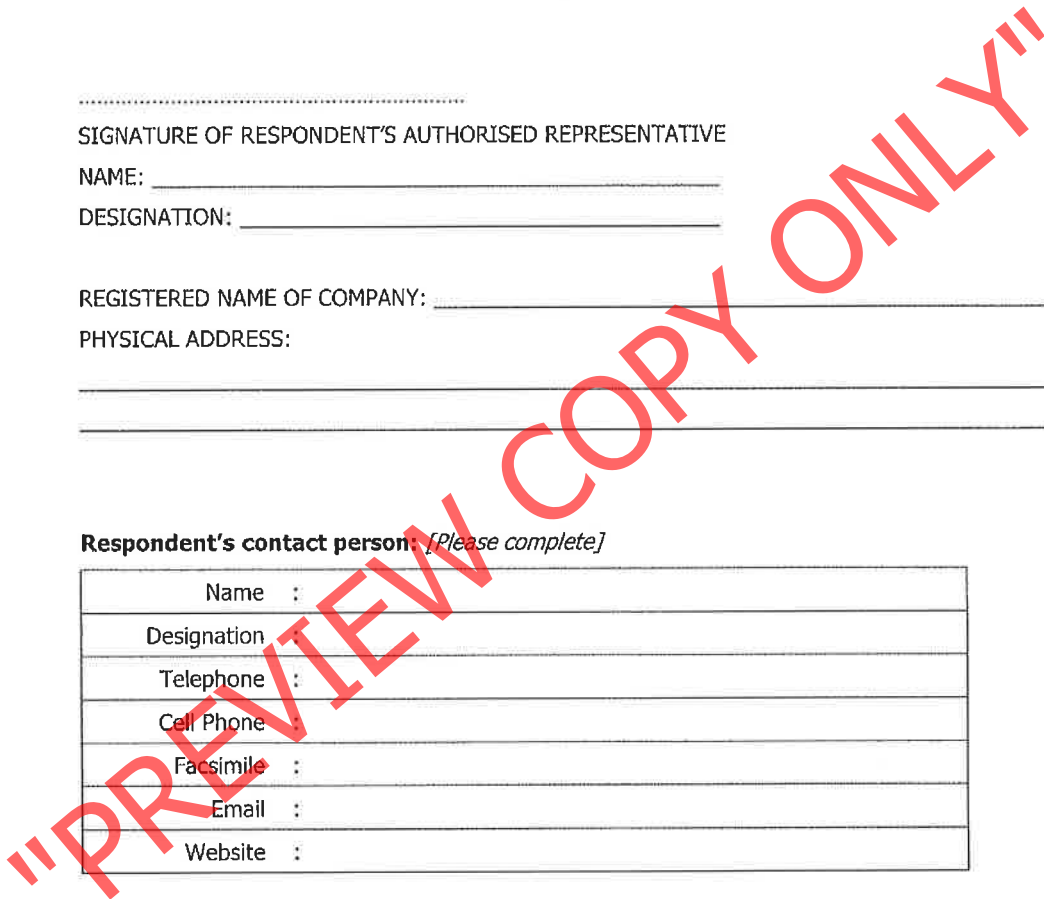 SIGNATURE OF RESPONDENT'S AUTHORISED REPRESENTATIVE
NAME:
DESIGNATION:
REGISTERED NAME OF COMPANY:
PHYSICAL ADDRESS:
Respondent's contact person: [Please complete]
Name :
Designation :
Telephone :
Cell Phone :
Facsimile :
Email :
Website :
"PREVIEW COPY ONLY"